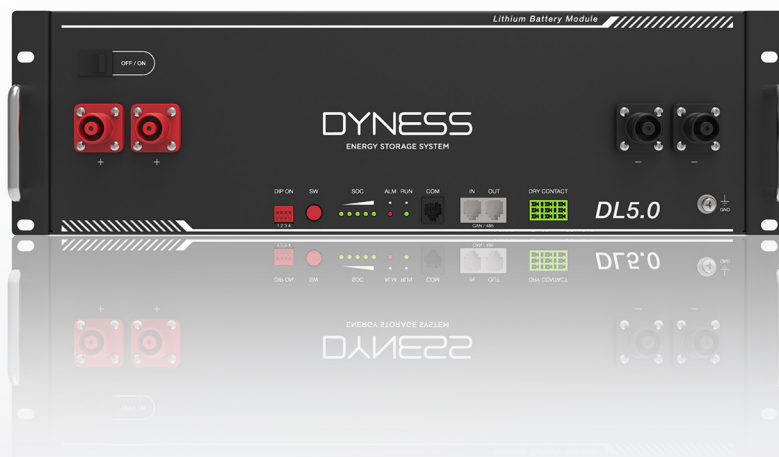 Lithium Battery Module
OFF / ON
DYNESS
ENERGY STORAGE SYSTEM
+ + − −
DIP ON SW SOC ALM RUN COM IN OUT DRY CONTACT
DL5.0
GND
1 2 3 4
CAN / 485